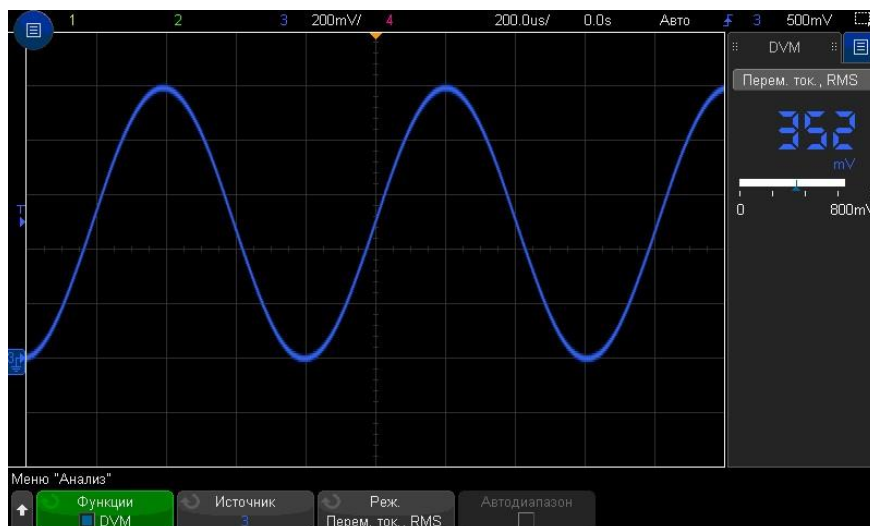 1 2 3 200mV/ 4 200.0us/ 0.0s Авто 3 500mV
DVM
Перем. ток., RMS
352
mV
0 800mV
T
3
Меню "Анализ"
Функции
DVM
Источник
3
Реж.
Перем. ток., RMS
Автодиапазон